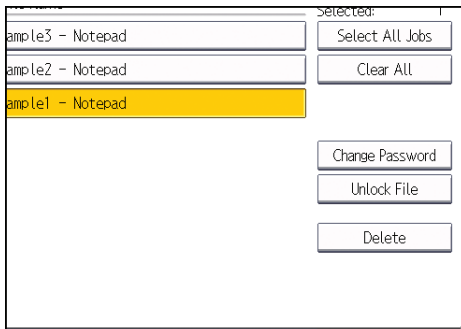 Selected:
ample3 - Notepad
Select All Jobs
ample2 - Notepad
Clear All
ample1 - Notepad
Change Password
Unlock File
Delete